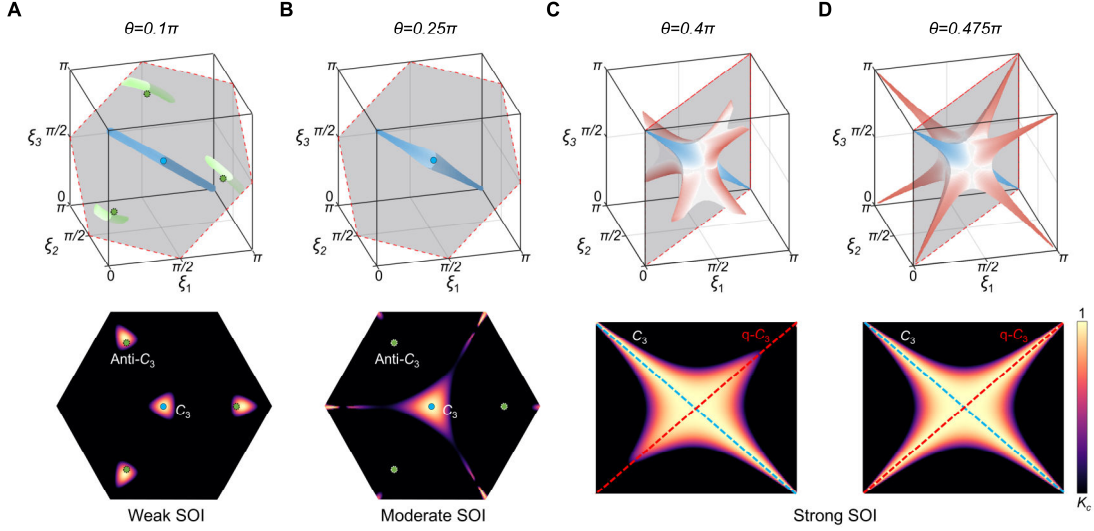 A
B
C
D
θ=0.1π
θ=0.25π
θ=0.4π
θ=0.475π
π
π/2
0
π
π/2
0
π/2
π
ξ3
ξ2
ξ1
π
π/2
0
π
π/2
0
π/2
π
ξ3
ξ2
ξ1
π
π/2
0
π
π/2
0
π/2
π
ξ3
ξ2
ξ1
π
π/2
0
π
π/2
0
π/2
π
ξ3
ξ2
ξ1
Anti-C3
C3
Anti-C3
C3
C3
q-C3
C3
q-C3
1
Kc
Weak SOI
Moderate SOI
Strong SOI